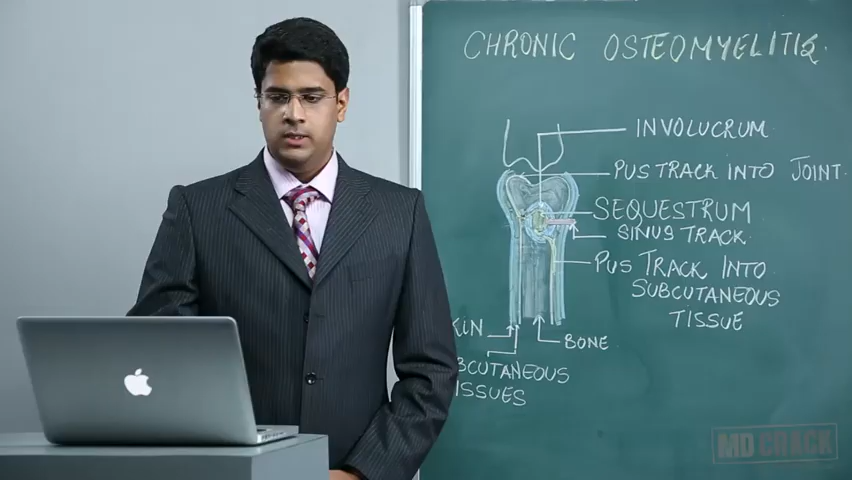 CHRONIC OSTEOMYELITIS.
INVOLUCRUM
PUS TRACK INTO JOINT.
SEQUESTRUM
SINUS TRACK.
PUS TRACK INTO
SUBCUTANEOUS
TISSUE
KIN
BONE
BCUTANEOUS
ISSUES
MD CRACK